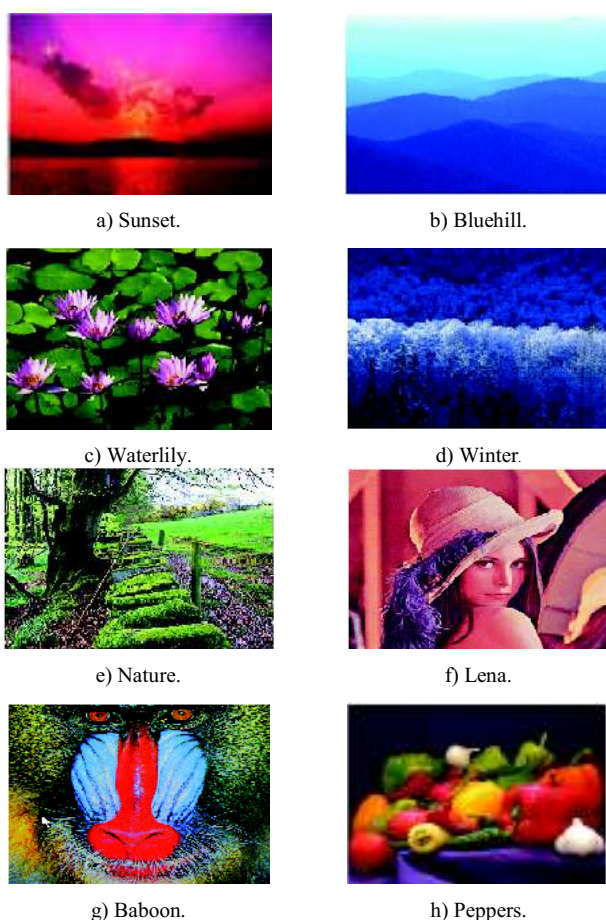 a) Sunset.
b) Bluehill.
c) Waterlily.
d) Winter.
e) Nature.
f) Lena.
g) Baboon.
h) Peppers.